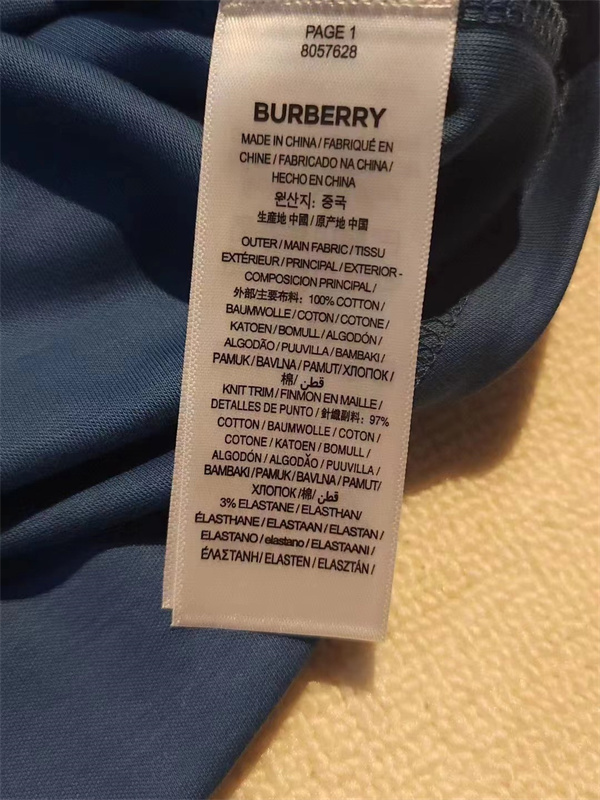 PAGE 1
8057628
BURBERRY
MADE IN CHINA / FABRIQUÉ EN
CHINE / FABRICADO NA CHINA /
HECHO EN CHINA
원산지: 중국
生産地 中國 / 原产地 中国
OUTER / MAIN FABRIC / TISSU
EXTÉRIEUR / PRINCIPAL / EXTERIOR -
COMPOSICION PRINCIPAL /
外部/主要布料: 100% COTTON /
BAUMWOLLE / COTON / COTONE /
KATOEN / BOMULL / ALGODÓN /
ALGODÃO / PUUVILLA / BAMBAKI /
PAMUK / BAVLNA / PAMUT/ ХЛОПОК /
棉/ قطن /
KNIT TRIM / FINMON EN MAILLE /
DETALLES DE PUNTO / 針織副料: 97%
COTTON / BAUMWOLLE / COTON /
COTONE / KATOEN / BOMULL /
ALGODÓN / ALGODÃO / PUUVILLA /
BAMBAKI / PAMUK / BAVLNA / PAMUT/
ХЛОПОК /棉/ قطن /
3% ELASTANE / ELASTHAN/
ÉLASTHANE / ELASTAAN / ELASTAN /
ELASTANO / elastano / ELASTAANI /
ÉΛΑΣΤΑΝΗ/ ELASTEN / ELASZTÁN /